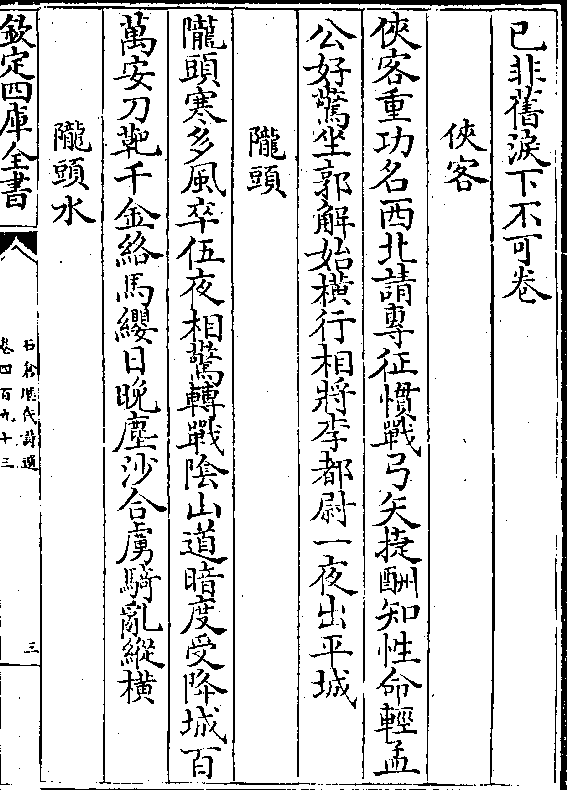 已非舊淚下不可卷
俠客
俠客重功名西北請專征慣戰弓矢捷酬知性命輕孟
公好驚坐郭解始橫行相將李都尉一夜出平城
隴頭
隴頭寒多風卒伍夜相驚轉戰陰山道暗度受降城百
萬安刀靶千金絡馬纓日晚塵沙合虜騎亂縱橫
隴頭水
欽定四庫全書
石倉歴代詩選
卷四百九十三
三